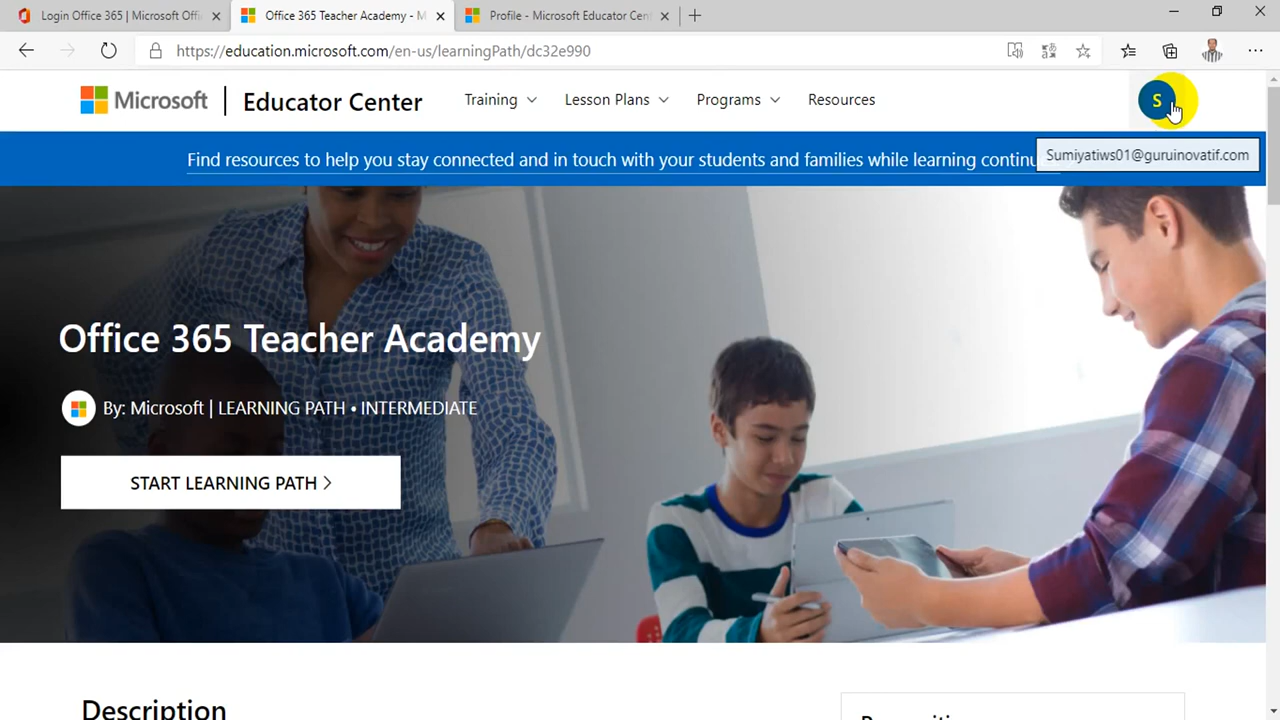 Login Office 365 | Microsoft Offi
Office 365 Teacher Academy - M
Profile - Microsoft Educator Cen
https://education.microsoft.com/en-us/learningPath/dc32e990
Microsoft
Educator Center
Training
Lesson Plans
Programs
Resources
S
Find resources to help you stay connected and in touch with your students and families while learning continu
Sumiyatiws01@guruinovatif.com
Office 365 Teacher Academy
By: Microsoft | LEARNING PATH • INTERMEDIATE
START LEARNING PATH >
Description